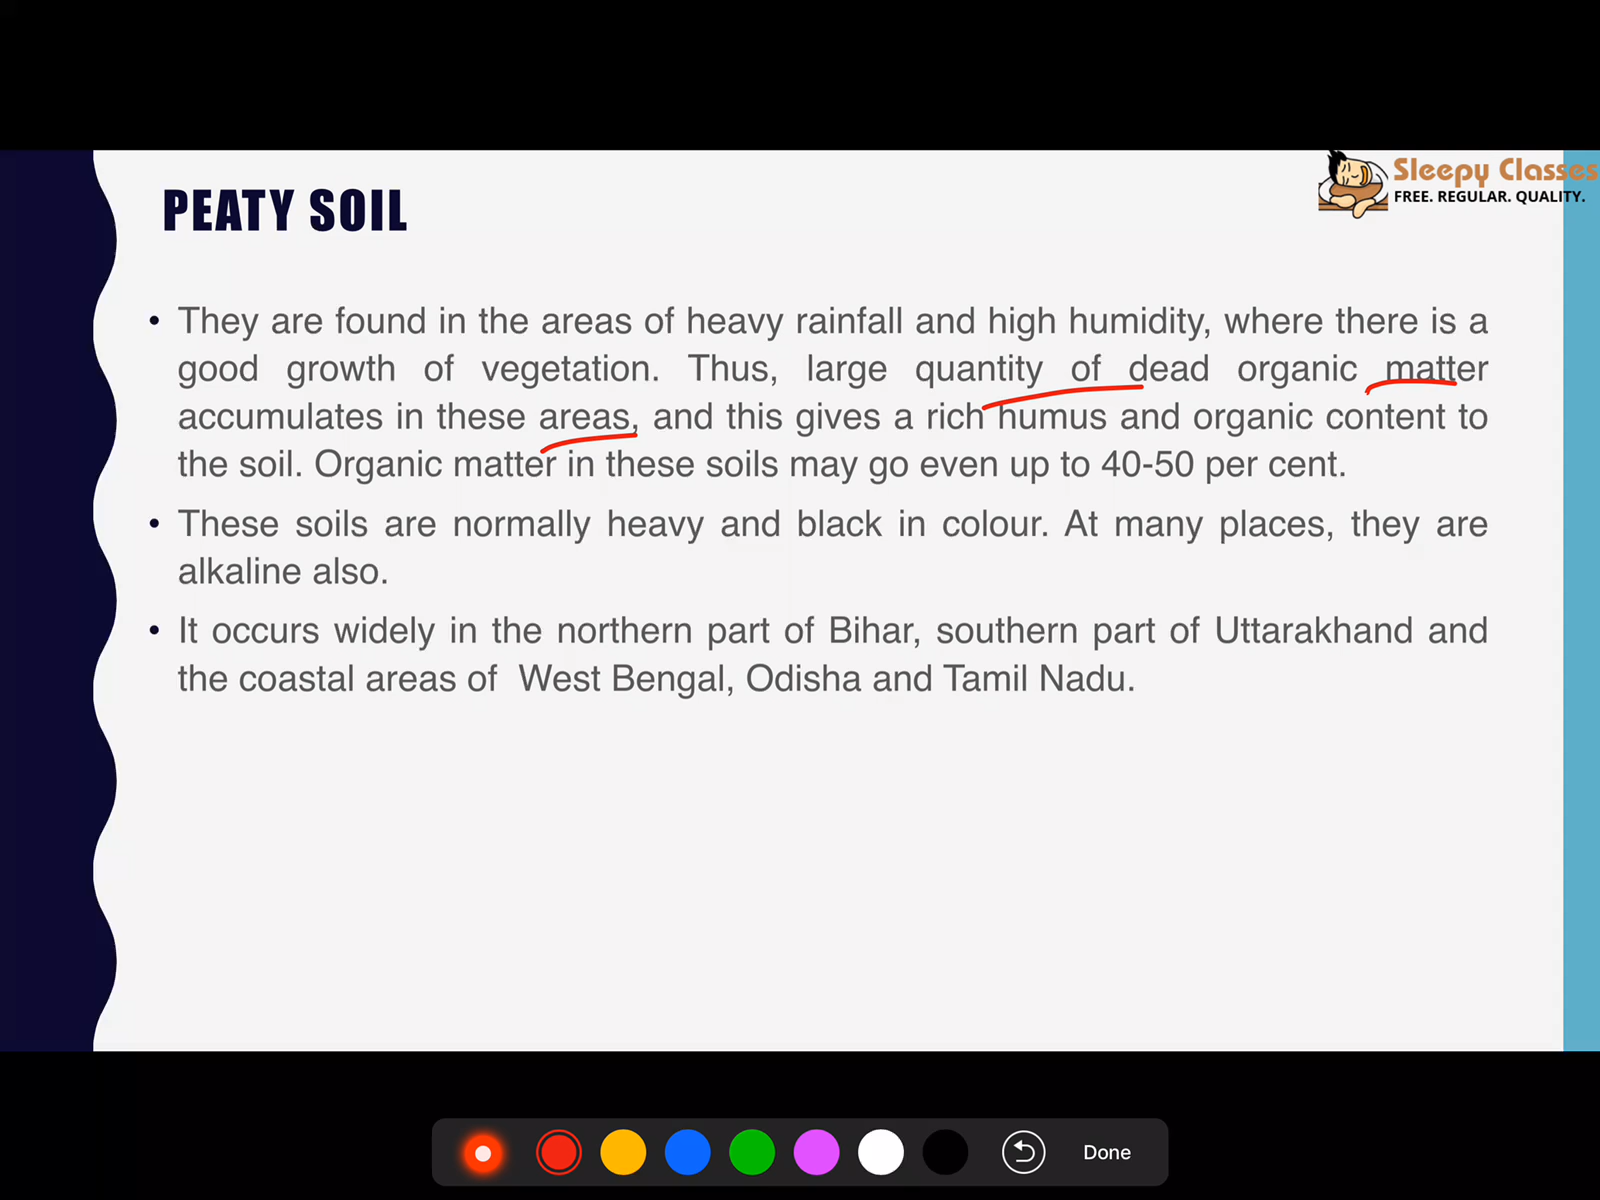 Sleepy Classes
FREE. REGULAR. QUALITY.
PEATY SOIL
• They are found in the areas of heavy rainfall and high humidity, where there is a
good growth of vegetation. Thus, large quantity of dead organic matter
accumulates in these areas, and this gives a rich humus and organic content to
the soil. Organic matter in these soils may go even up to 40-50 per cent.
• These soils are normally heavy and black in colour. At many places, they are
alkaline also.
• It occurs widely in the northern part of Bihar, southern part of Uttarakhand and
the coastal areas of West Bengal, Odisha and Tamil Nadu.
Done